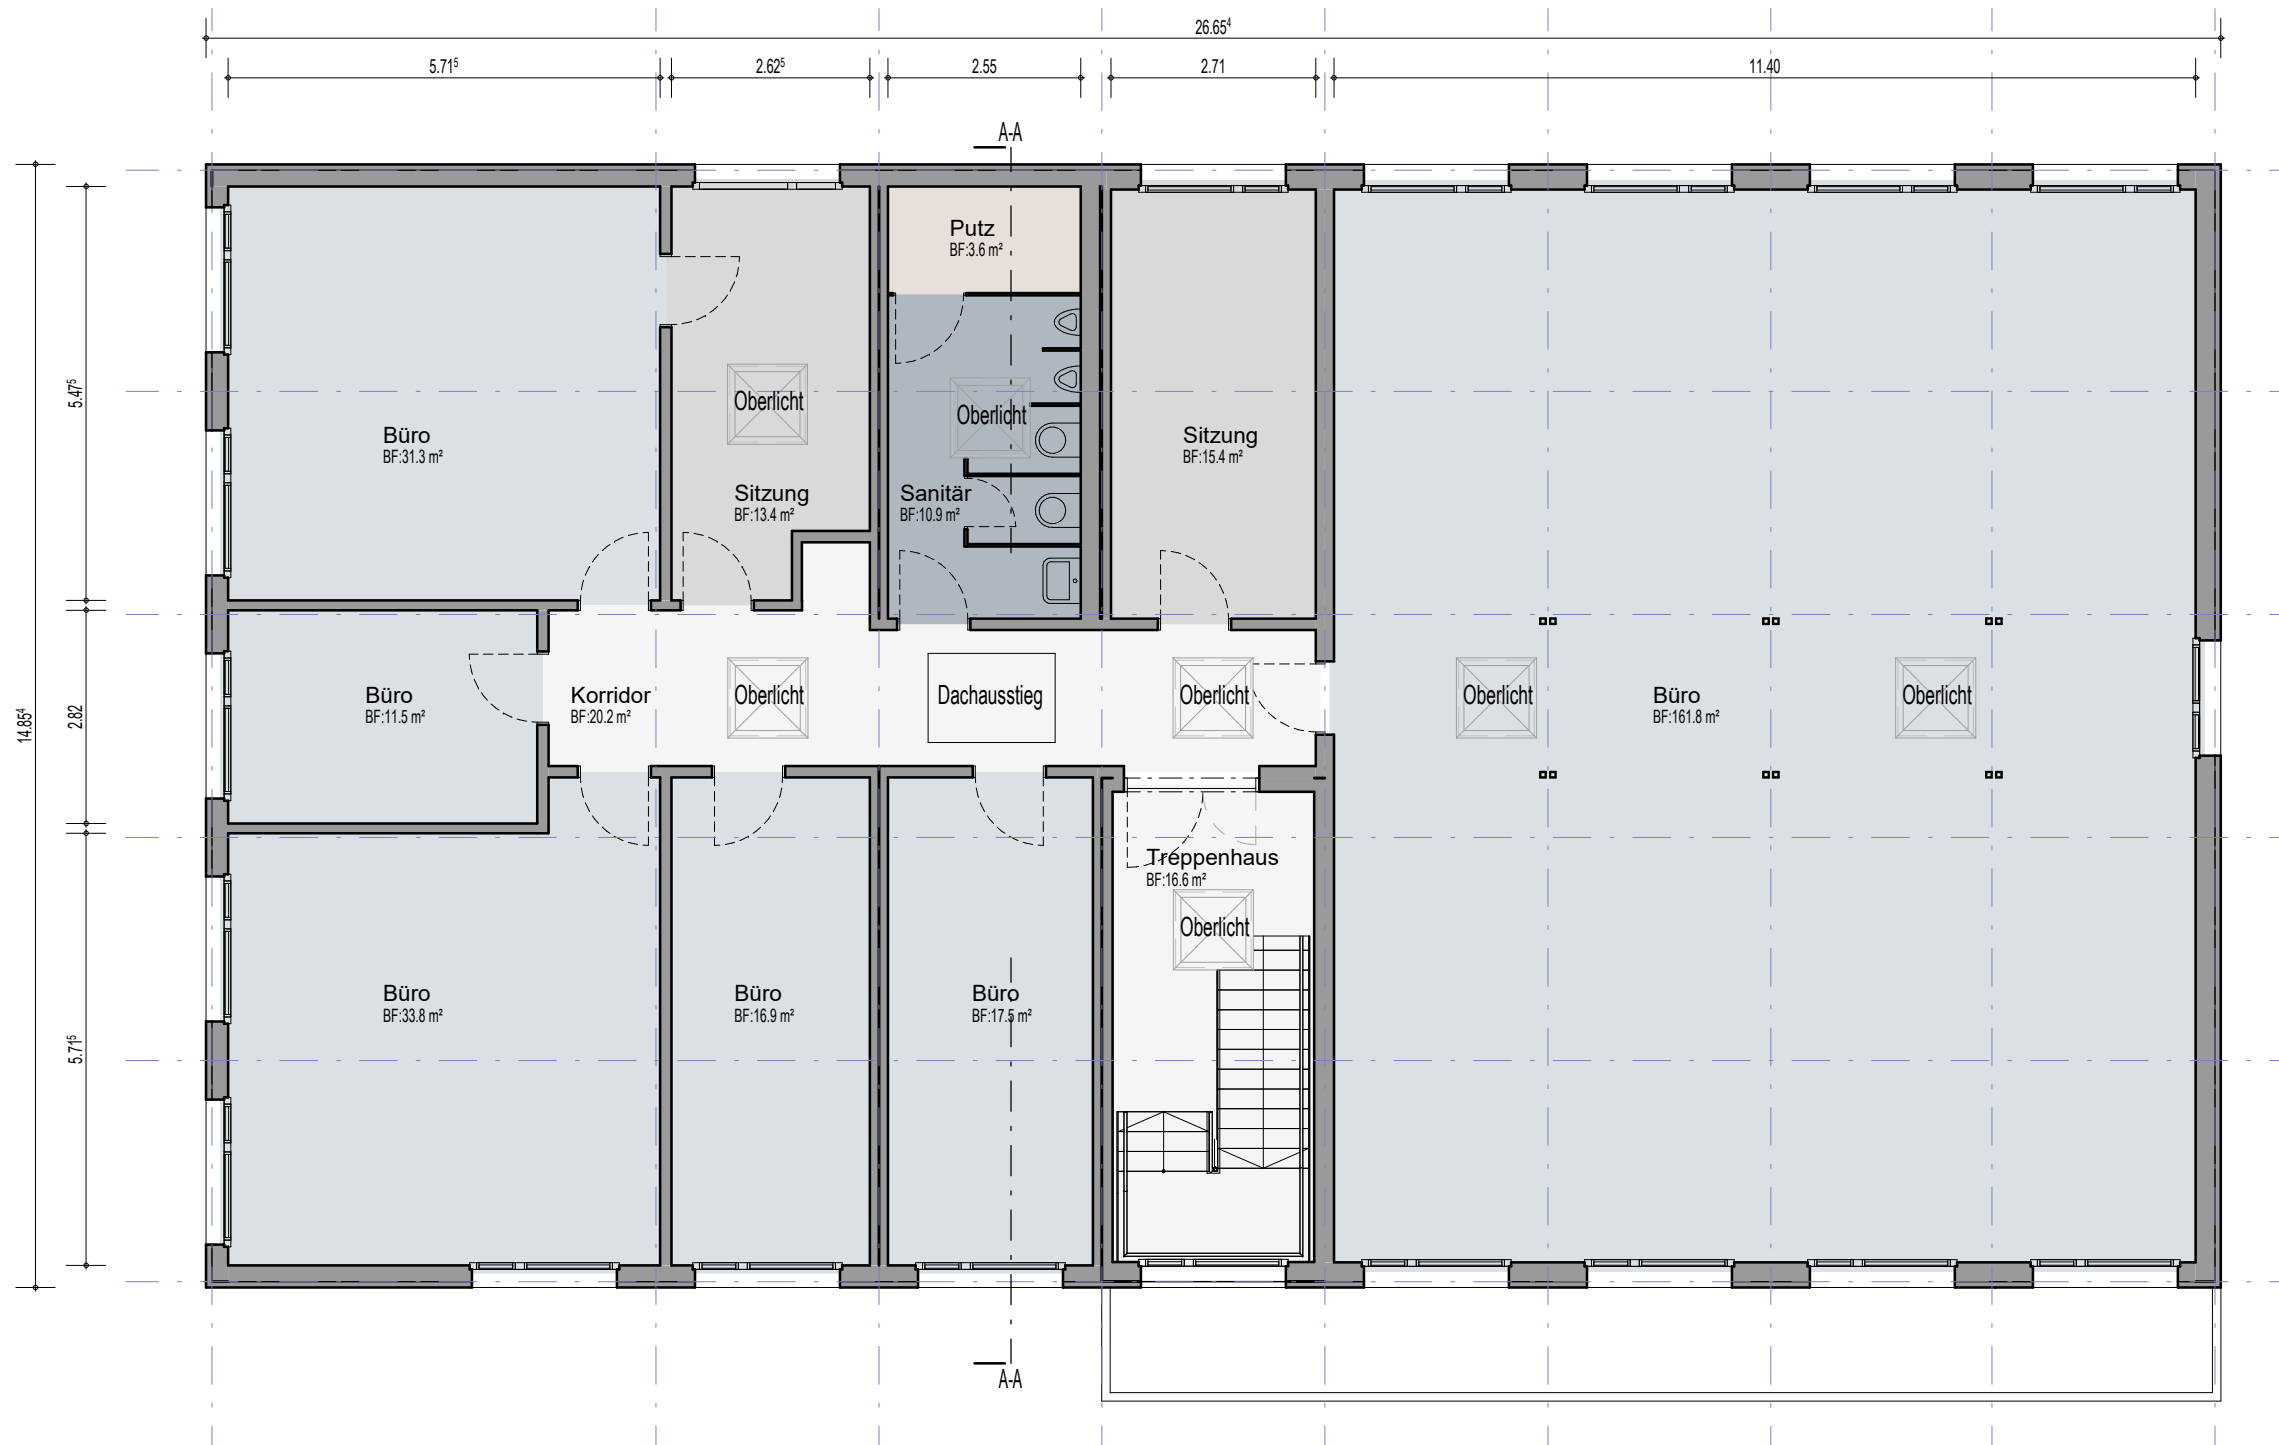 26.65⁴
5.71⁵
2.62⁵
2.55
2.71
11.40
A-A
Putz
BF:3.6 m²
5.47⁵
Oberlicht
Oberlicht
Büro
BF:31.3 m²
Sitzung
BF:15.4 m²
Sitzung
BF:13.4 m²
Sanitär
BF:10.9 m²
14.85⁴
2.82
Büro
BF:11.5 m²
Korridor
BF:20.2 m²
Oberlicht
Dachausstieg
Oberlicht
Oberlicht
Büro
BF:161.8 m²
Oberlicht
Treppenhaus
BF:16.6 m²
Oberlicht
5.71⁵
Büro
BF:33.8 m²
Büro
BF:16.9 m²
Büro
BF:17.5 m²
A-A